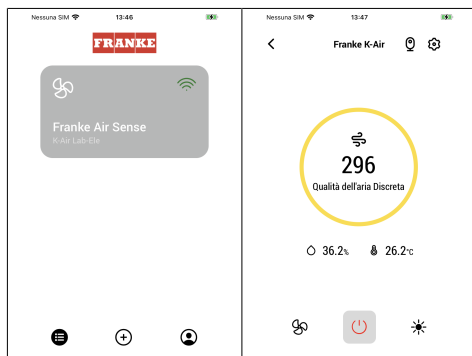 Nessuna SIM 13:46
FRANKE
Franke Air Sense
K-Air Lab-Ele
Nessuna SIM 13:47
Franke K-Air
296
Qualità dell'aria Discreta
36.2% 26.2°C